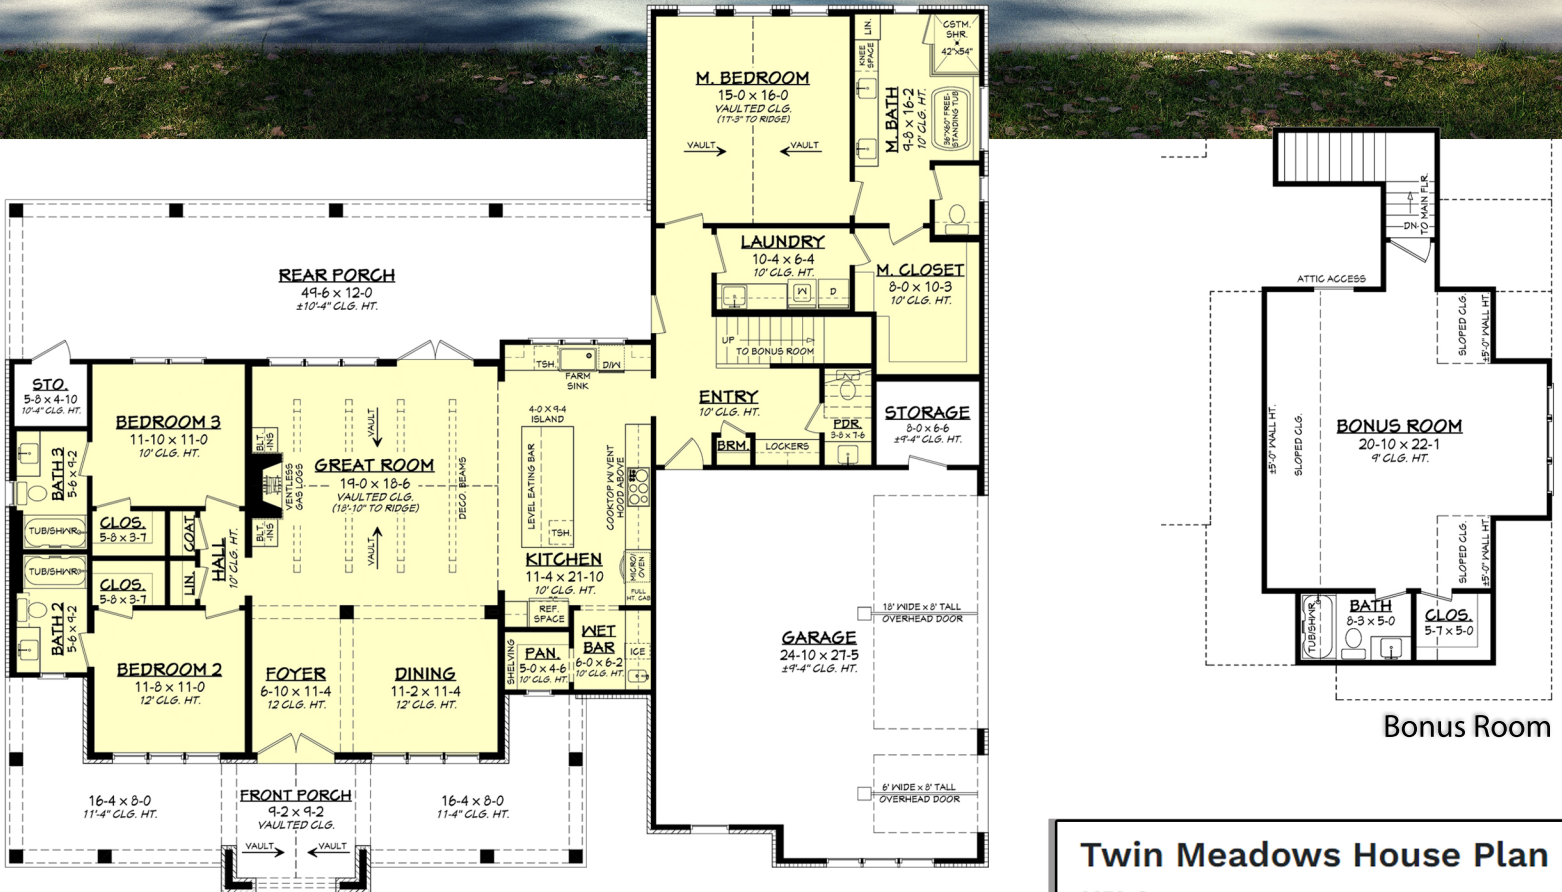 M. BEDROOM
15-0 x 16-0
VAULTED CLG.
(17'-3" TO RIDGE)
VAULT
VAULT
LIN.
KNEE
SPACE
CSTM.
SHR.
42"x54"
M. BATH
9-8 x 16-2
10' CLG. HT.
36"X60" FREE-
STANDING TUB
LAUNDRY
10-4 x 6-4
10' CLG. HT.
W
D
M. CLOSET
8-0 x 10-3
10' CLG. HT.
UP
TO BONUS ROOM
REAR PORCH
49-6 x 12-0
±10'-4" CLG. HT.
STO.
5-8 x 4-10
10'-4" CLG. HT.
BEDROOM 3
11-10 x 11-0
10' CLG. HT.
BATH 3
5-6 x 9-2
TUB/SHWR
CLOS.
5-8 x 3-7
COAT
HALL
10' CLG. HT.
LIN.
TUB/SHWR
CLOS.
5-8 x 3-7
BATH 2
5-6 x 9-2
BEDROOM 2
11-8 x 11-0
12' CLG. HT.
BLT.
-INS
VENTLESS
GAS LOGS
BLT.
-INS
VAULT
GREAT ROOM
19-0 x 18-6
VAULTED CLG.
(18'-10" TO RIDGE)
VAULT
DECO. BEAMS
TSH.
D/W
FARM
SINK
4-0 X 9-4
ISLAND
LEVEL EATING BAR
TSH.
COOKTOP W/ VENT
HOOD ABOVE
KITCHEN
11-4 x 21-10
10' CLG. HT.
MICRO/
OVEN
FULL
HT. CAB
REF.
SPACE
ENTRY
10' CLG. HT.
BRM.
LOCKERS
PDR.
3-8 x 7-6
STORAGE
8-0 x 6-6
±9'-4" CLG. HT.
FOYER
6-10 x 11-4
12 CLG. HT.
DINING
11-2 x 11-4
12' CLG. HT.
SHELVING
PAN.
5-0 x 4-6
10' CLG. HT.
WET
BAR
6-0 x 6-2
10' CLG. HT.
ICE
GARAGE
24-10 x 27-5
±9'-4" CLG. HT.
18' WIDE x 8' TALL
OVERHEAD DOOR
6' WIDE x 8' TALL
OVERHEAD DOOR
16-4 x 8-0
11'-4" CLG. HT.
FRONT PORCH
9-2 x 9-2
VAULTED CLG.
VAULT
VAULT
16-4 x 8-0
11-4" CLG. HT.
DN
TO MAIN FLR.
ATTIC ACCESS
SLOPED CLG.
±5'-0" WALL HT
±5'-0" WALL HT.
SLOPED CLG.
BONUS ROOM
20-10 x 22-1
9' CLG. HT.
SLOPED CLG.
±5'-0" WALL HT
TUB/SHWR
BATH
8-3 x 5-0
CLOS.
5-7 x 5-0
Bonus Room
Twin Meadows House Plan